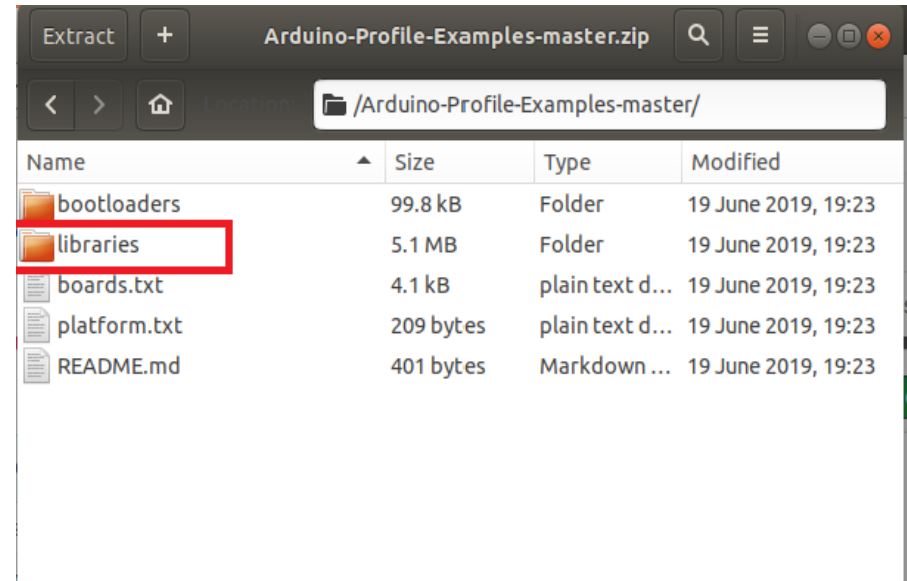 Extract + Arduino-Profile-Examples-master.zip
Location: /Arduino-Profile-Examples-master/
Name Size Type Modified
bootloaders 99.8 kB Folder 19 June 2019, 19:23
libraries 5.1 MB Folder 19 June 2019, 19:23
boards.txt 4.1 kB plain text d... 19 June 2019, 19:23
platform.txt 209 bytes plain text d... 19 June 2019, 19:23
README.md 401 bytes Markdown ... 19 June 2019, 19:23